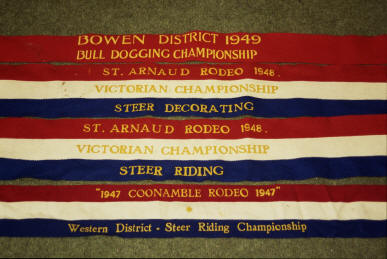 BOWEN DISTRICT 1949
BULL DOGGING CHAMPIONSHIP
ST. ARNAUD RODEO 1948.
VICTORIAN CHAMPIONSHIP
STEER DECORATING
ST. ARNAUD RODEO 1948.
VICTORIAN CHAMPIONSHIP
STEER RIDING
"1947 COONAMBLE RODEO 1947"
Western District - Steer Riding Championship